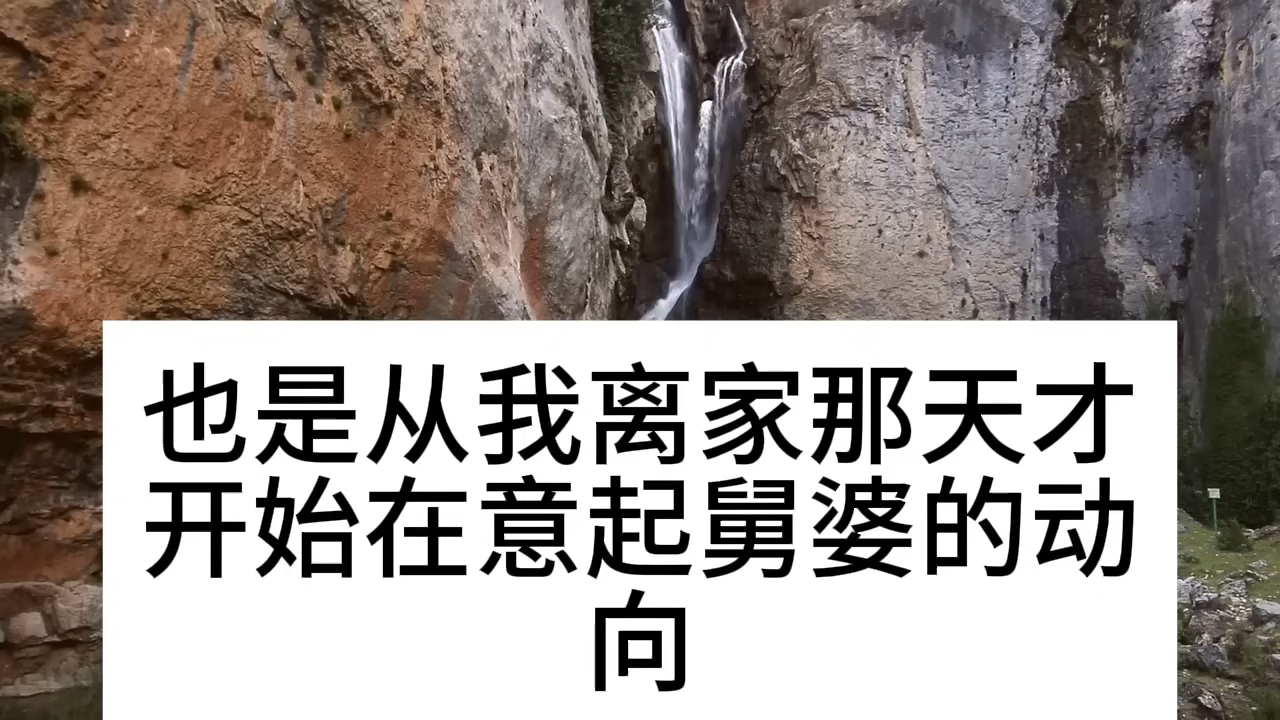 也是从我离家那天才
开始在意起舅婆的动
向